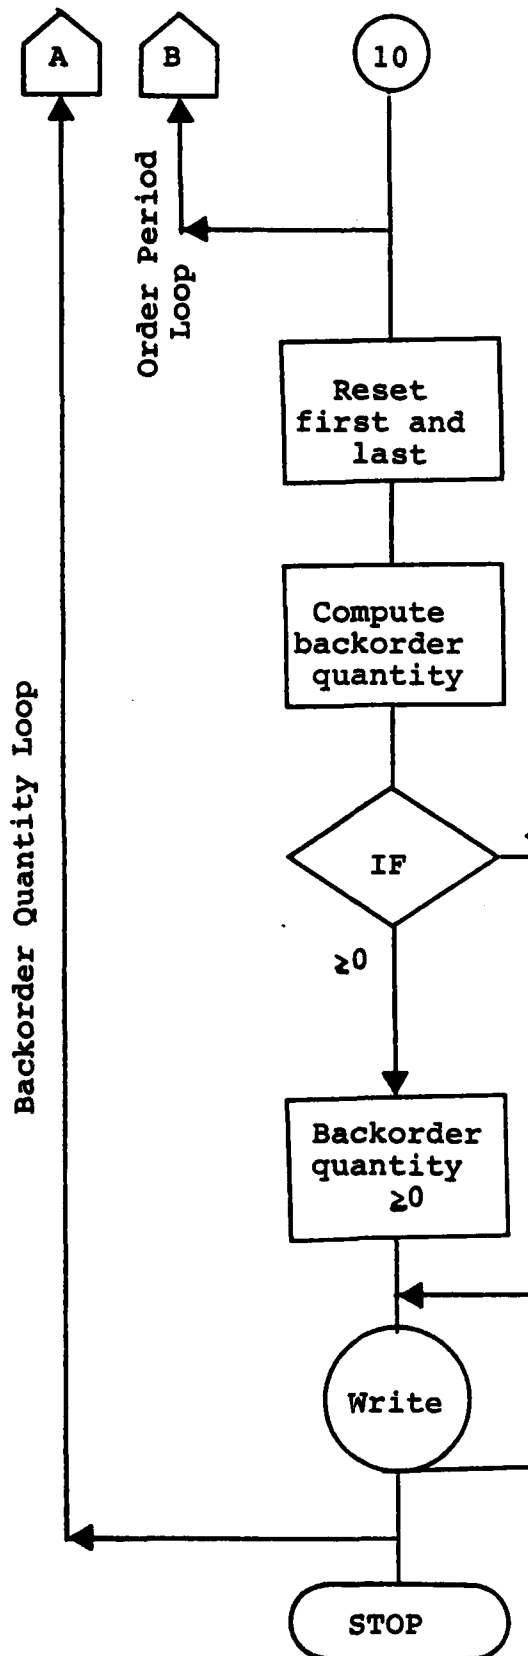 A
B
10
Order Period
Loop
Reset
first and
last
Compute
backorder
quantity
Backorder Quantity Loop
IF
≥0
Backorder
quantity
≥0
Write
STOP